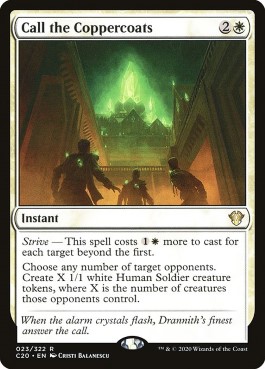 Call the Coppercoats 2
Instant
Strive — This spell costs 1 more to cast for
each target beyond the first.
Choose any number of target opponents.
Create X 1/1 white Human Soldier creature
tokens, where X is the number of creatures
those opponents control.
When the alarm crystals flash, Drannith's finest
answer the call.
023/322 R
C20 • EN CRISTI BALANESCU
™ & © 2020 Wizards of the Coast